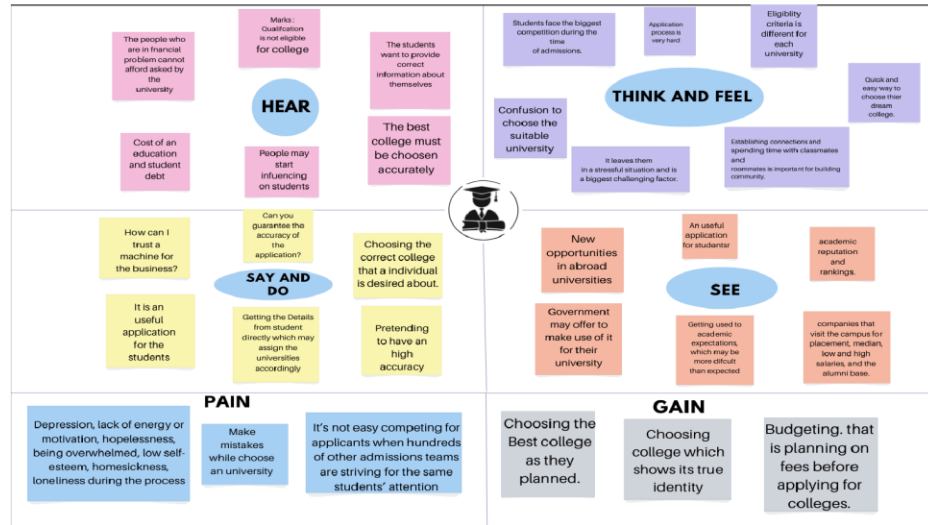 Marks :
Qualifcation
is not eligible
for college
The people who
are in fnancial
problem cannot
afford asked by
the
university
The students
want to provide
correct
information about
themselves
HEAR
Cost of an
education
and student
debt
People may
start
infuencing
on students
The best
college must
be choosen
accurately
Students face the biggest
competition during the
time
of admissions.
Application
process is
very hard
Eligiblity
criteria is
different for
each
university
THINK AND FEEL
Quick and
easy way to
choose thier
dream
college.
Confusion to
choose the
suitable
university
It leaves them
in a stressful situation and is
a biggest challenging factor.
Establishing connections and
spending time with classmates
and
roommates is important for building
community.
How can I
trust a
machine for
the business?
Can you
guarantee the
accuracy of
the
application?
Choosing the
correct college
that a individual
is desired about.
SAY AND
DO
It is an
useful
application
for the
students
Getting the Details
from student
directly which may
assign the
universities
accordingly
Pretending
to have an
high
accuracy
New
opportunities
in abroad
universities
An useful
application
for studentsr
academic
reputation
and
rankings.
SEE
Government
may offer to
make use of it
for their
university
Getting used to
academic
expectations,
which may be
more difcult
than expected
companies that
visit the campus for
placement, median,
low and high
salaries, and the
alumni base.
PAIN
Depression, lack of energy or
motivation, hopelessness,
being overwhelmed, low self-
esteem, homesickness,
loneliness during the process
Make
mistakes
while choose
an university
It's not easy competing for
applicants when hundreds
of other admissions teams
are striving for the same
students' attention
GAIN
Choosing the
Best college
as they
planned.
Choosing
college which
shows its true
identity
Budgeting. that
is planning on
fees before
applying for
colleges.